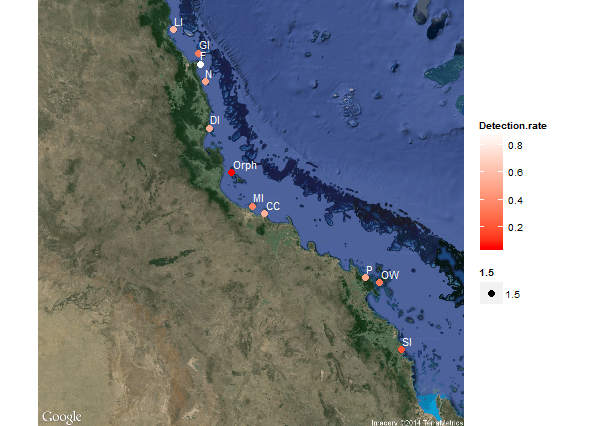 LI
GI
F
N
DI
Orph
MI
CC
P
OW
SI
Google
Imagery ©2014 TerraMetrics
Detection.rate
0.8
0.6
0.4
0.2
1.5
1.5